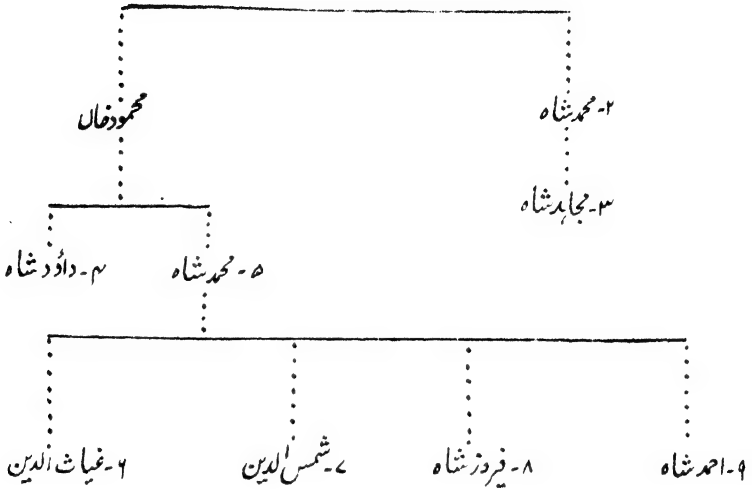 ۲-محمد شاہ محمود خاں
۳-مجاہد شاہ
۵-محمد شاہ ۴-داؤد شاہ
۹-احمد شاہ ۸-فیروز شاہ ۷-شمس الدین ۶-غیاث الدین